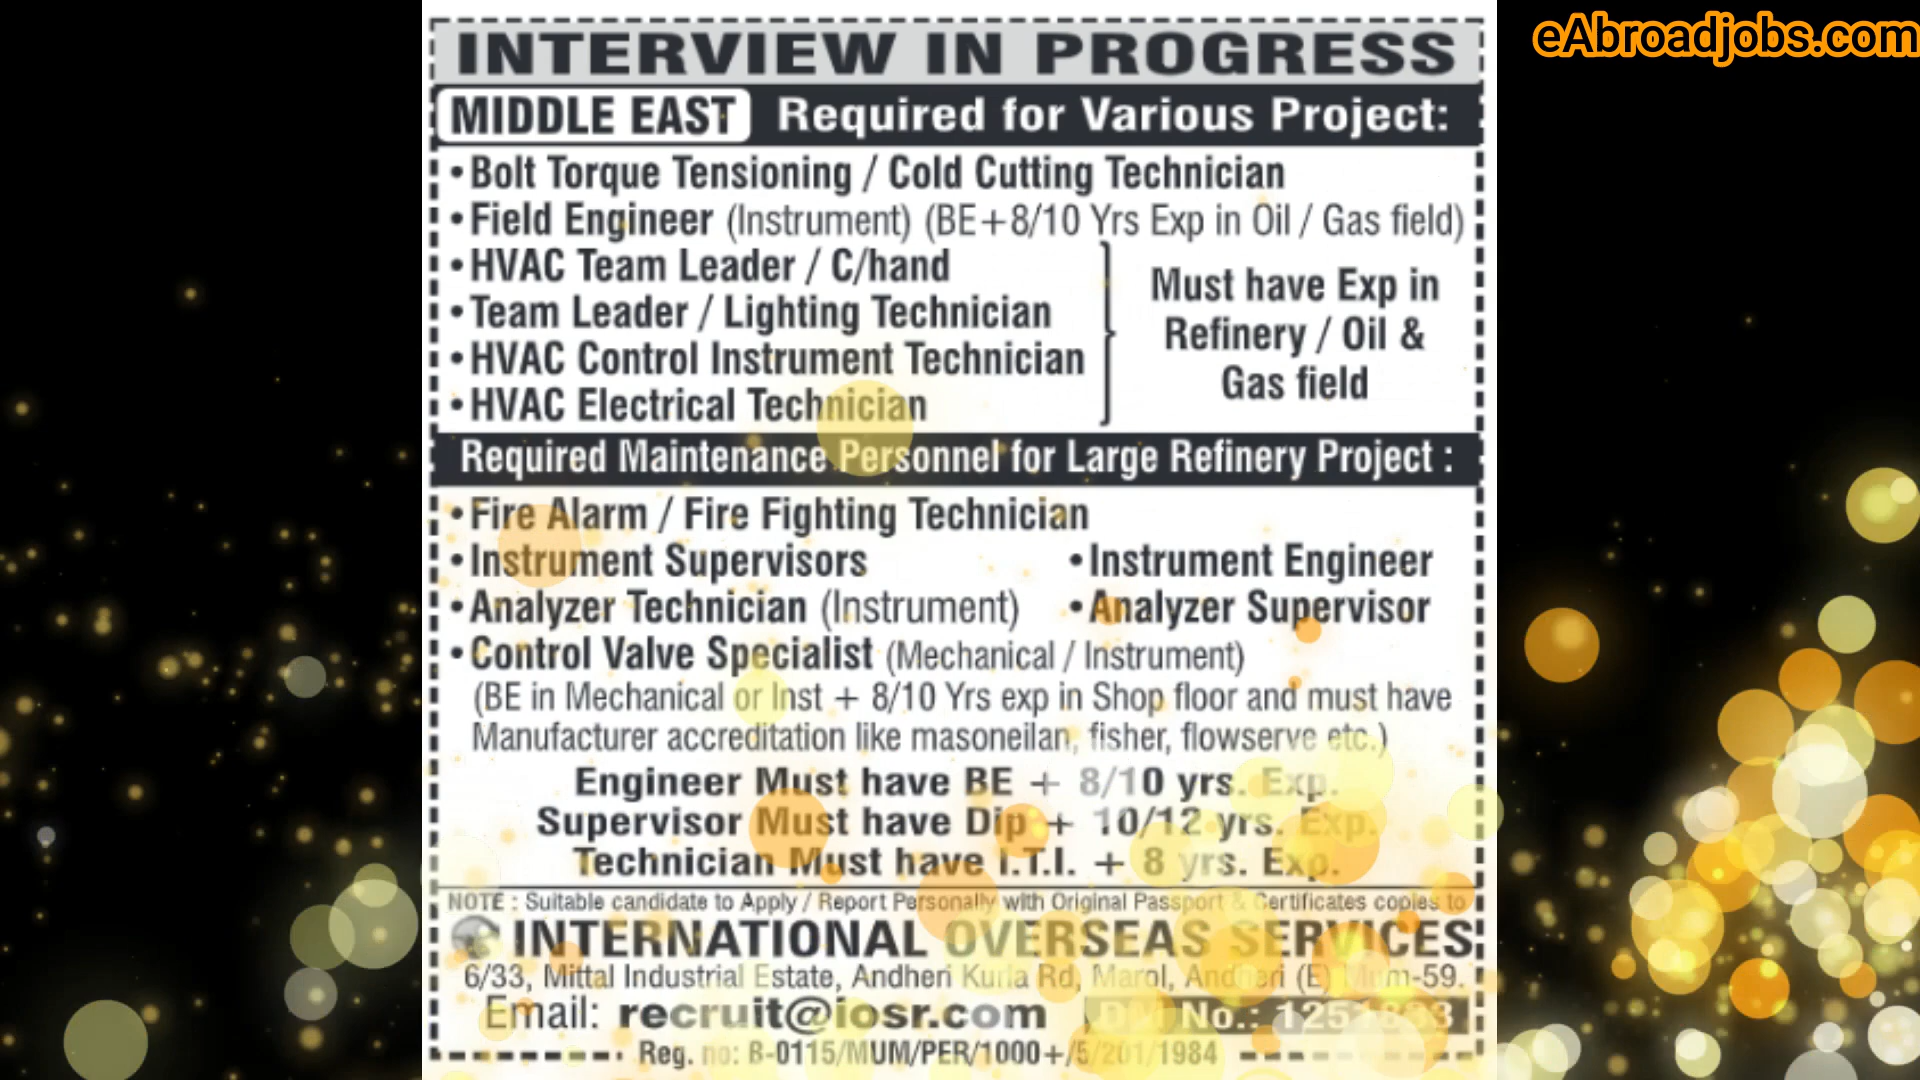 eAbroadjobs.com
INTERVIEW IN PROGRESS
MIDDLE EAST Required for Various Project:
• Bolt Torque Tensioning / Cold Cutting Technician
• Field Engineer (Instrument) (BE+8/10 Yrs Exp in Oil / Gas field)
• HVAC Team Leader / C/hand
• Team Leader / Lighting Technician
• HVAC Control Instrument Technician
• HVAC Electrical Technician
Must have Exp in
Refinery / Oil &
Gas field
Required Maintenance Personnel for Large Refinery Project :
• Fire Alarm / Fire Fighting Technician
• Instrument Supervisors • Instrument Engineer
• Analyzer Technician (Instrument) • Analyzer Supervisor
• Control Valve Specialist (Mechanical / Instrument)
(BE in Mechanical or Inst + 8/10 Yrs exp in Shop floor and must have
Manufacturer accreditation like masoneilan, fisher, flowserve etc.)
Engineer Must have BE + 8/10 yrs. Exp.
Supervisor Must have Dip + 10/12 yrs. Exp.
Technician Must have I.T.I. + 8 yrs. Exp.
NOTE : Suitable candidate to Apply / Report Personally with Original Passport & Certificates copies to
INTERNATIONAL OVERSEAS SERVICES
6/33, Mittal Industrial Estate, Andheri Kurla Rd, Marol, Andheri (E) Mum-59.
Email: recruit@iosr.com No.:
Reg. no: B-0115/MUM/PER/1000+/5/201/1984